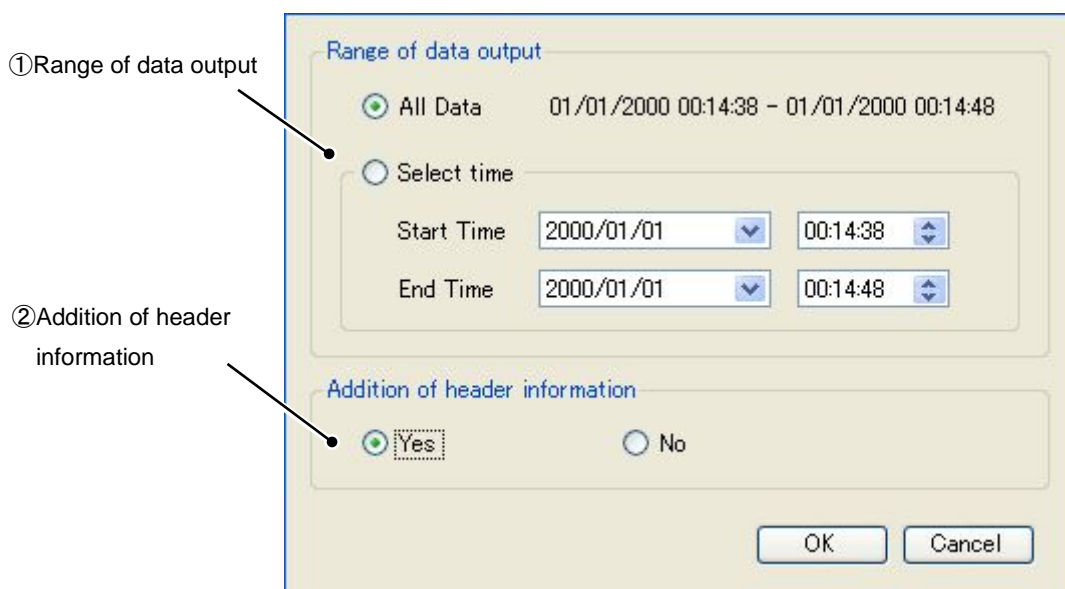 ①Range of data output
Range of data output
All Data 01/01/2000 00:14:38 - 01/01/2000 00:14:48
Select time
Start Time 2000/01/01 00:14:38
End Time 2000/01/01 00:14:48
②Addition of header
information
Addition of header information
Yes No
OK Cancel